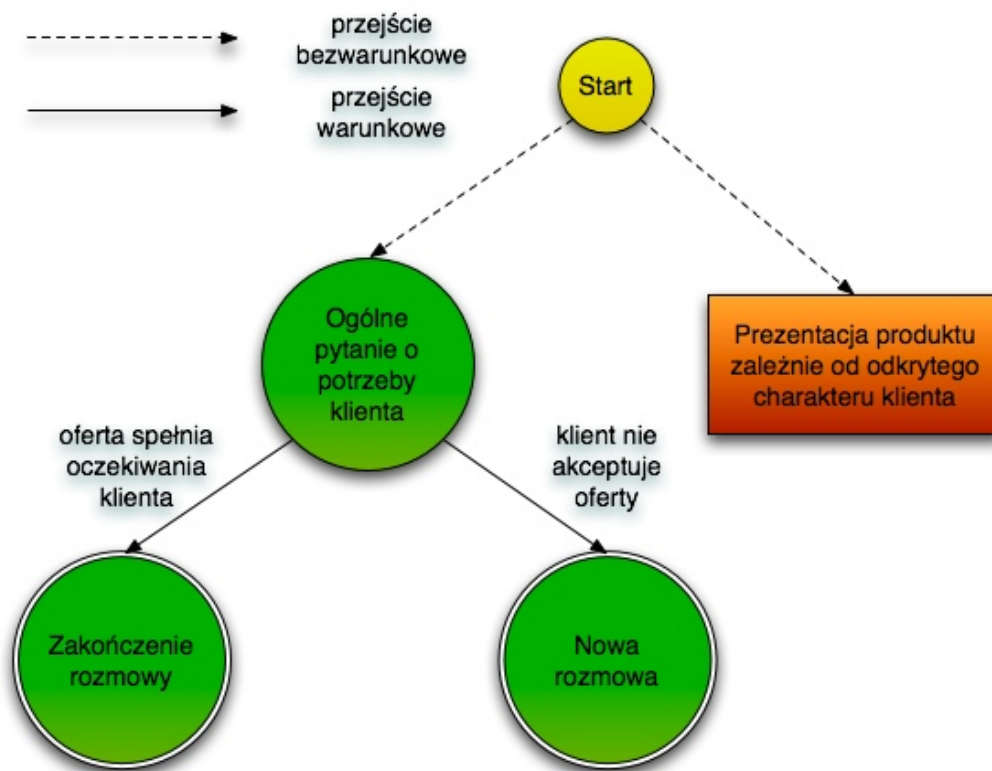 przejście
bezwarunkowe
przejście
warunkowe
Start
Ogólne
pytanie o
potrzeby
klienta
Prezentacja produktu
zależnie od odkrytego
charakteru klienta
oferta spełnia
oczekiwania
klienta
klient nie
akceptuje
oferty
Zakończenie
rozmowy
Nowa
rozmowa